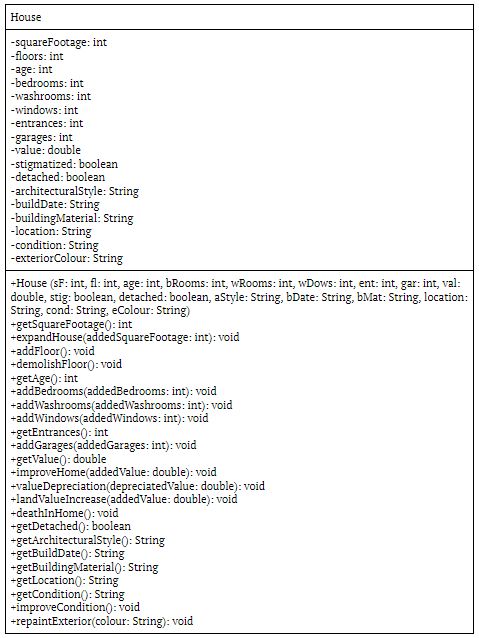 House
-squareFootage: int
-floors: int
-age: int
-bedrooms: int
-washrooms: int
-windows: int
-entrances: int
-garages: int
-value: double
-stigmatized: boolean
-detached: boolean
-architecturalStyle: String
-buildDate: String
-buildingMaterial: String
-location: String
-condition: String
-exteriorColour: String
+House (sF: int, fl: int, age: int, bRooms: int, wRooms: int, wDows: int, ent: int, gar: int, val:
double, stig: boolean, detached: boolean, aStyle: String, bDate: String, bMat: String, location:
String, cond: String, eColour: String)
+getSquareFootage(): int
+expandHouse(addedSquareFootage: int): void
+addFloor(): void
+demolishFloor(): void
+getAge(): int
+addBedrooms(addedBedrooms: int): void
+addWashrooms(addedWashrooms: int): void
+addWindows(addedWindows: int): void
+getEntrances(): int
+addGarages(addedGarages: int): void
+getValue(): double
+improveHome(addedValue: double): void
+valueDepreciation(depreciatedValue: double): void
+landValueIncrease(addedValue: double): void
+deathInHome(): void
+getDetached(): boolean
+getArchitecturalStyle(): String
+getBuildDate(): String
+getBuildingMaterial(): String
+getLocation(): String
+getCondition(): String
+improveCondition(): void
+repaintExterior(colour: String): void